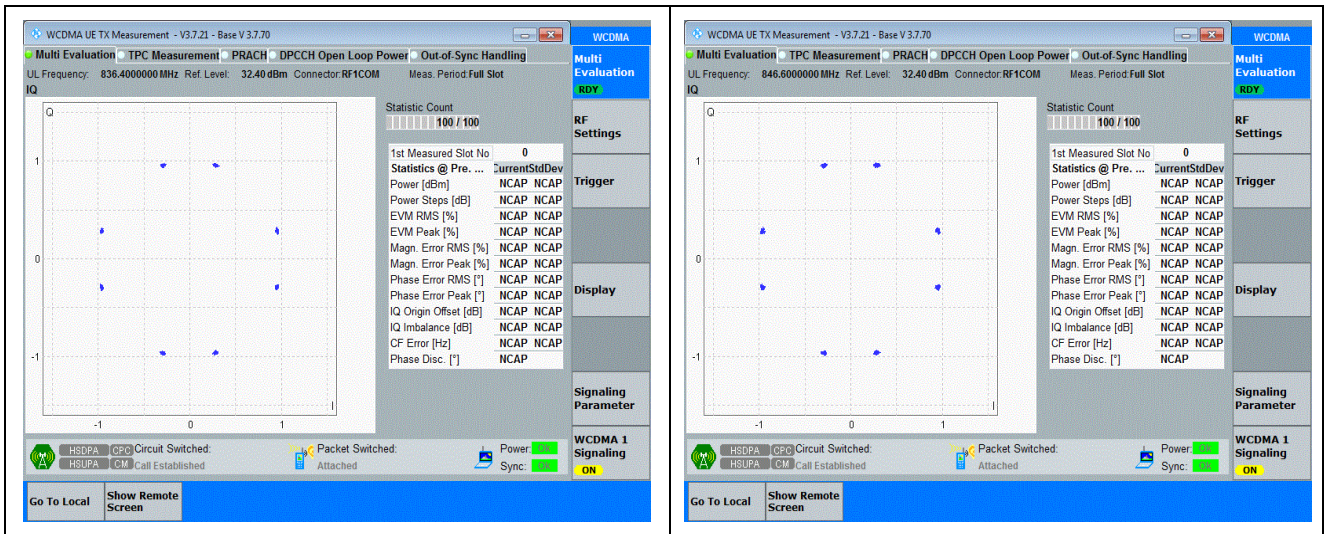 WCDMA UE TX Measurement - V3.7.21 - Base V 3.7.70
WCDMA
Multi Evaluation TPC Measurement PRACH DPCCH Open Loop Power Out-of-Sync Handling
UL Frequency: 836.4000000 MHz Ref. Level: 32.40 dBm Connector: RF1COM Meas. Period: Full Slot
IQ
Q
1
0
-1
-1 0 1
I
Statistic Count
100 / 100
1st Measured Slot No 0
Statistics @ Pre. ... Current StdDev
Power [dBm] NCAP NCAP
Power Steps [dB] NCAP NCAP
EVM RMS [%] NCAP NCAP
EVM Peak [%] NCAP NCAP
Magn. Error RMS [%] NCAP NCAP
Magn. Error Peak [%] NCAP NCAP
Phase Error RMS [°] NCAP NCAP
Phase Error Peak [°] NCAP NCAP
IQ Origin Offset [dB] NCAP NCAP
IQ Imbalance [dB] NCAP NCAP
CF Error [Hz] NCAP NCAP
Phase Disc. [°] NCAP
Multi
Evaluation
RDY
RF
Settings
Trigger
Display
Signaling
Parameter
WCDMA 1
Signaling
ON
HSDPA CPC Circuit Switched: Packet Switched: Power: Ok
HSUPA CM Call Established Attached Sync: Ok
Go To Local
Show Remote
Screen
WCDMA UE TX Measurement - V3.7.21 - Base V 3.7.70
WCDMA
Multi Evaluation TPC Measurement PRACH DPCCH Open Loop Power Out-of-Sync Handling
UL Frequency: 846.6000000 MHz Ref. Level: 32.40 dBm Connector: RF1COM Meas. Period: Full Slot
IQ
Q
1
0
-1
-1 0 1
I
Statistic Count
100 / 100
1st Measured Slot No 0
Statistics @ Pre. ... Current StdDev
Power [dBm] NCAP NCAP
Power Steps [dB] NCAP NCAP
EVM RMS [%] NCAP NCAP
EVM Peak [%] NCAP NCAP
Magn. Error RMS [%] NCAP NCAP
Magn. Error Peak [%] NCAP NCAP
Phase Error RMS [°] NCAP NCAP
Phase Error Peak [°] NCAP NCAP
IQ Origin Offset [dB] NCAP NCAP
IQ Imbalance [dB] NCAP NCAP
CF Error [Hz] NCAP NCAP
Phase Disc. [°] NCAP
Multi
Evaluation
RDY
RF
Settings
Trigger
Display
Signaling
Parameter
WCDMA 1
Signaling
ON
HSDPA CPC Circuit Switched: Packet Switched: Power: Ok
HSUPA CM Call Established Attached Sync: Ok
Go To Local
Show Remote
Screen